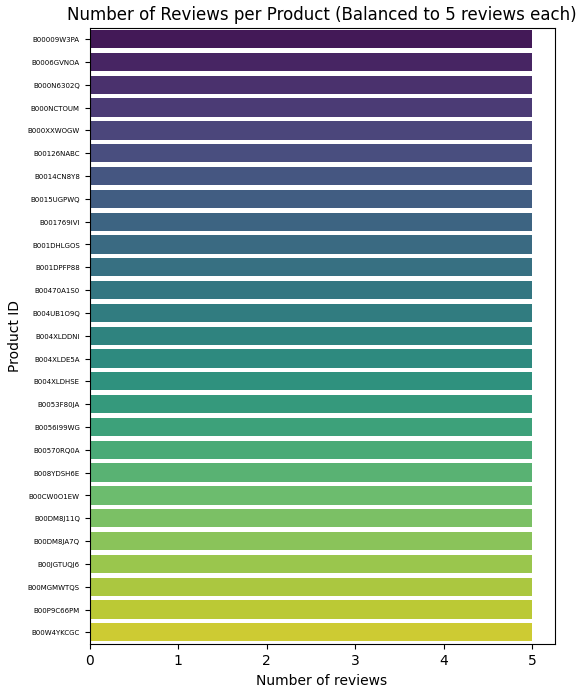 Number of Reviews per Product (Balanced to 5 reviews each)
Product ID
B00009W3PA
B0006GVNOA
B000N6302Q
B000NCTOUM
B000XXWOGW
B00126NABC
B0014CN8Y8
B0015UGPWQ
B001769IVI
B001DHLGOS
B001DPFP88
B00470A1S0
B004UB1O9Q
B004XLDDNI
B004XLDE5A
B004XLDHSE
B0053F80JA
B0056I99WG
B00570RQ0A
B008YDSH6E
B00CW0O1EW
B00DM8J11Q
B00DM8JA7Q
B00JGTUQJ6
B00MGMWTQS
B00P9C66PM
B00W4YKCGC
0 1 2 3 4 5
Number of reviews